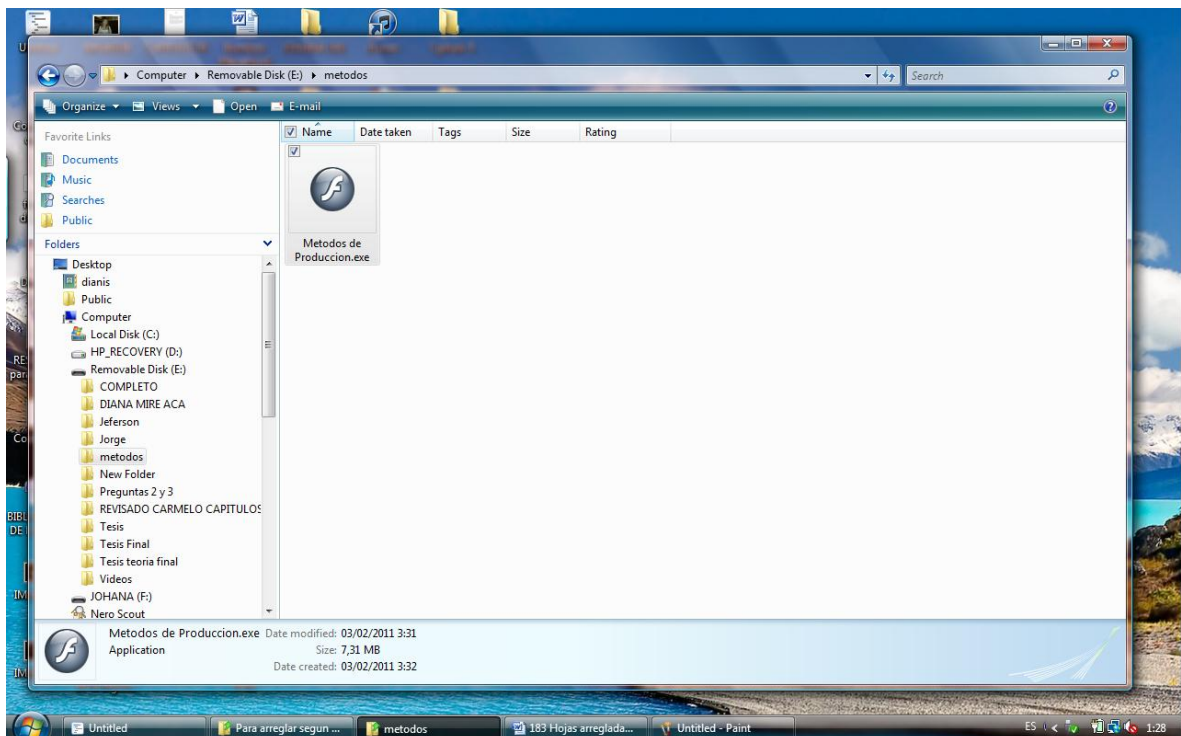 Computer ▸ Removable Disk (E:) ▸ metodos
Search
Organize Views Open E-mail
Favorite Links
Documents
Music
Searches
Public
Folders
Desktop
dianis
Public
Computer
Local Disk (C:)
HP_RECOVERY (D:)
Removable Disk (E:)
COMPLETO
DIANA MIRE ACA
Jeferson
Jorge
metodos
New Folder
Preguntas 2 y 3
REVISADO CARMELO CAPITULOS
Tesis
Tesis Final
Tesis teoria final
Videos
JOHANA (F:)
Nero Scout
Name Date taken Tags Size Rating
Metodos de
Produccion.exe
Metodos de Produccion.exe Date modified: 03/02/2011 3:31
Application Size: 7,31 MB
Date created: 03/02/2011 3:32
Untitled Para arreglar segun ... metodos 183 Hojas arreglada... Untitled - Paint ES 1:28